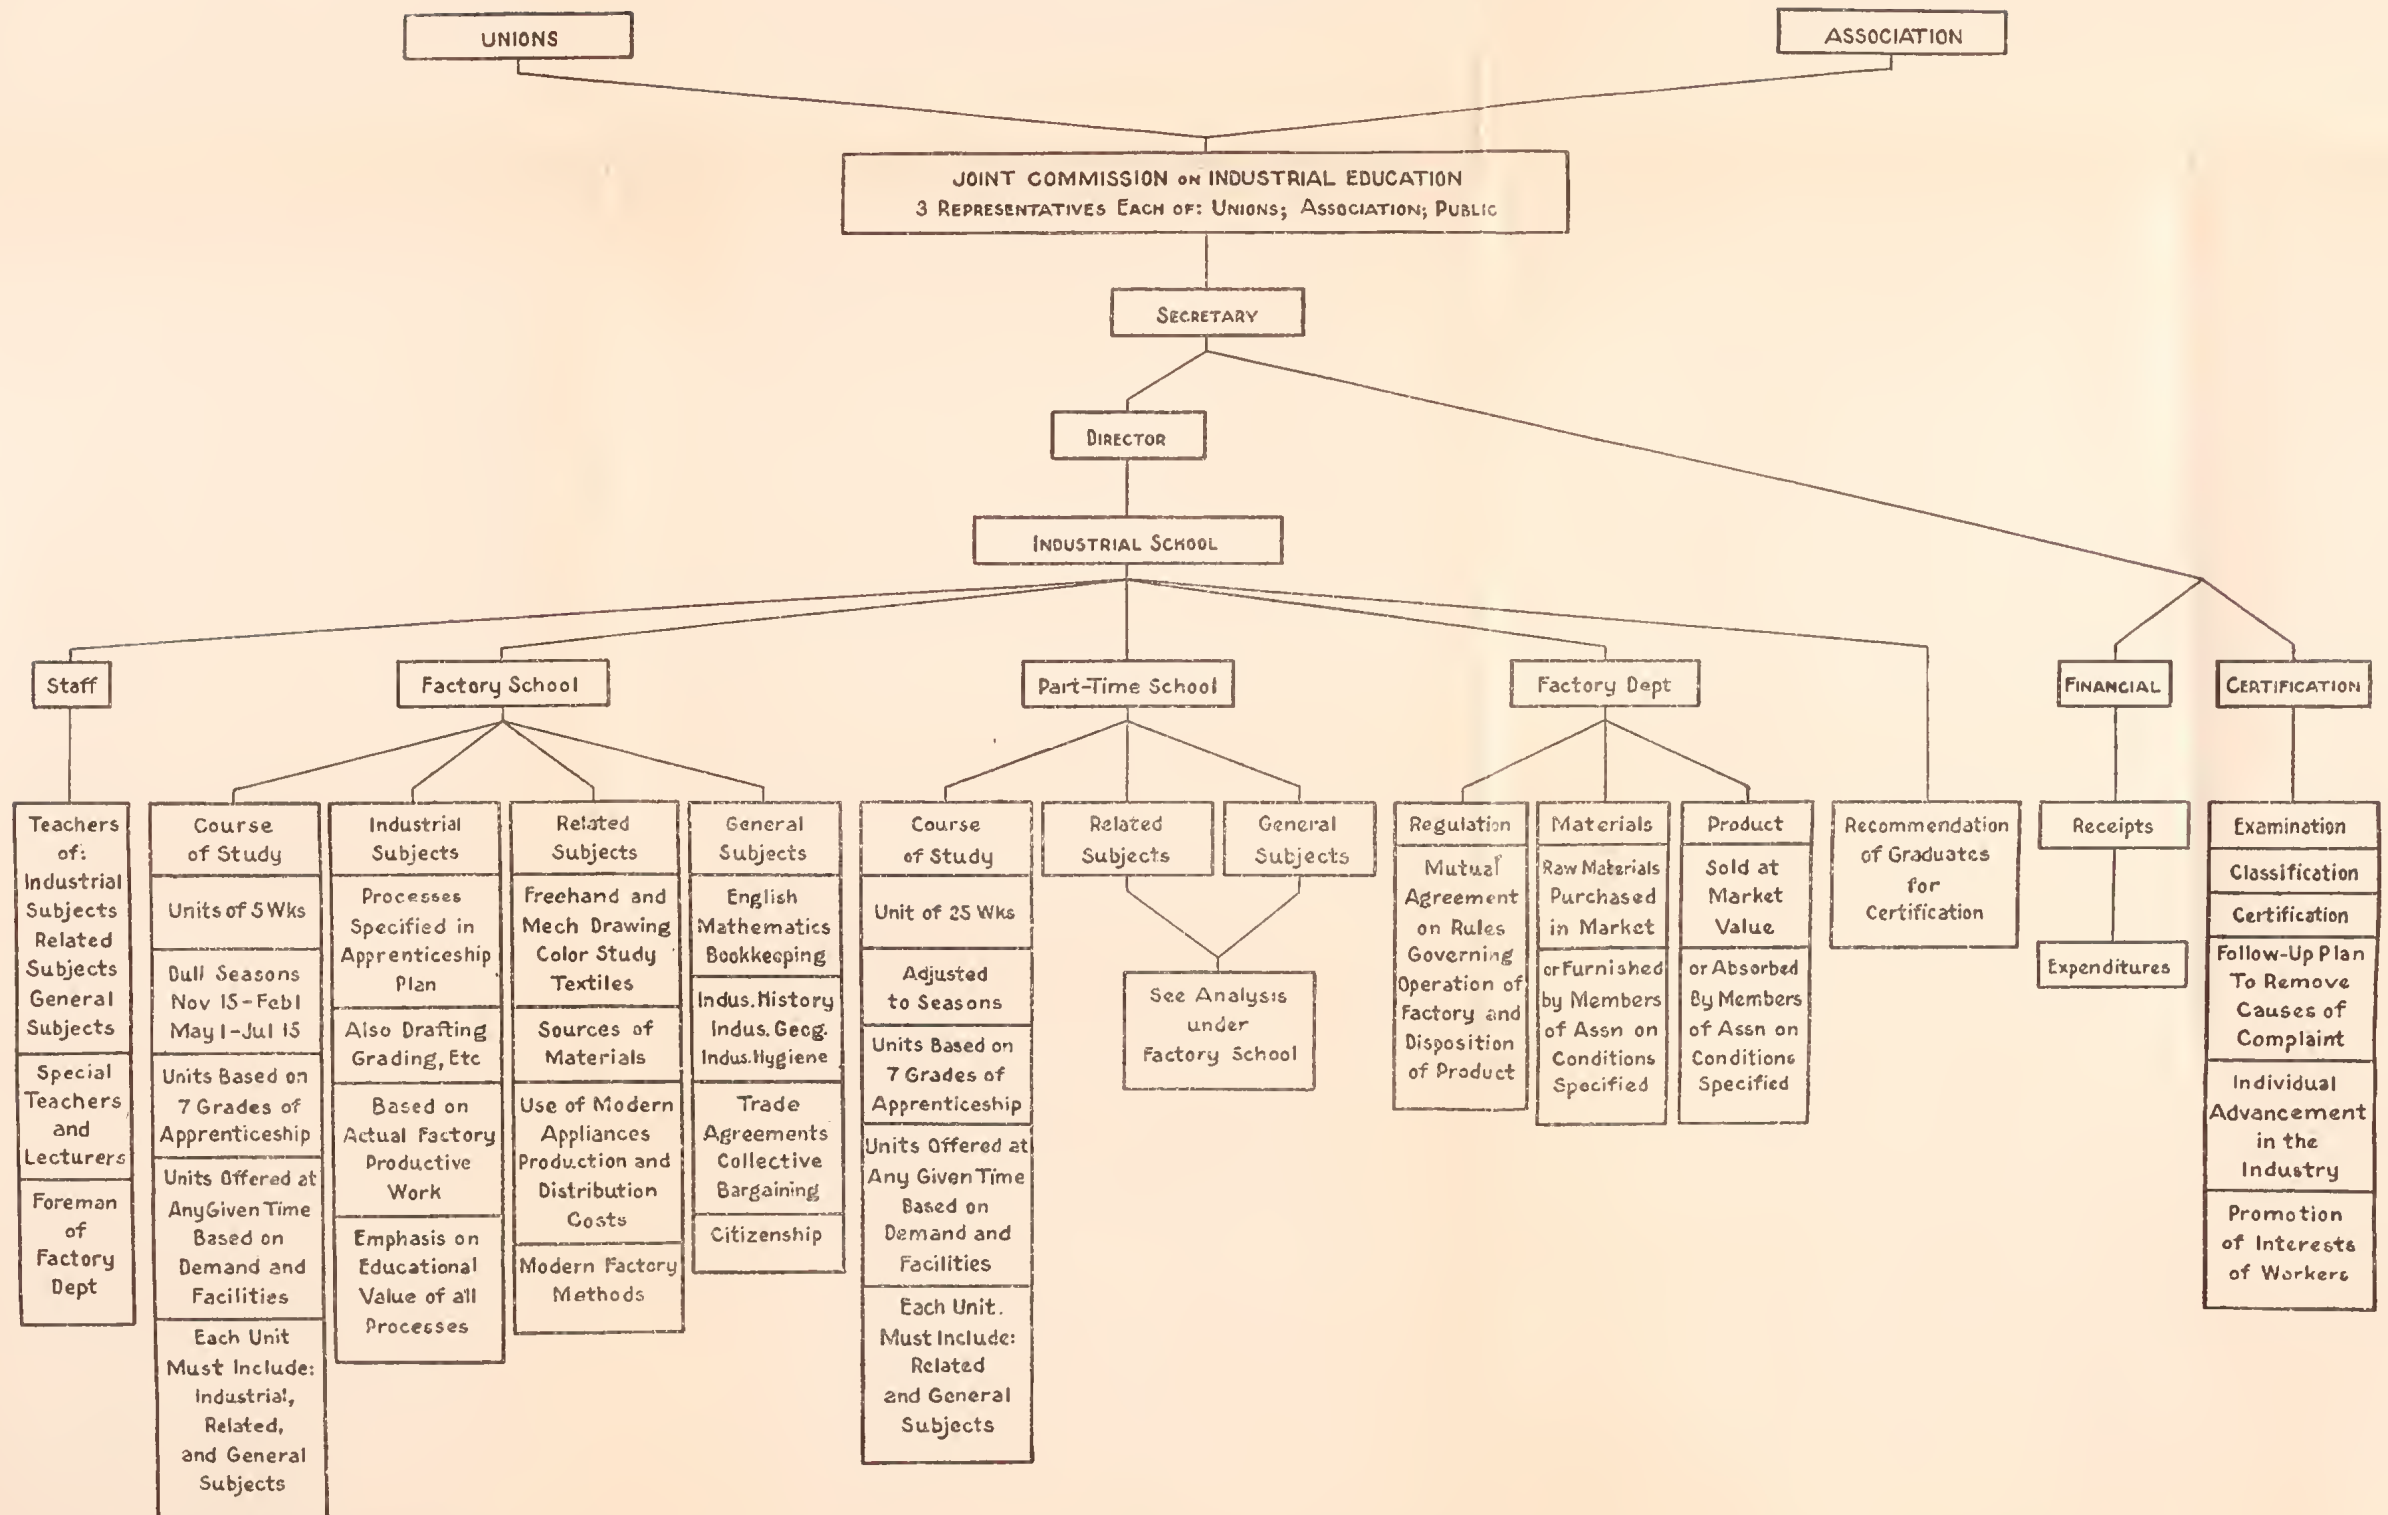 UNIONS
ASSOCIATION
JOINT COMMISSION ON INDUSTRIAL EDUCATION
3 REPRESENTATIVES EACH OF: UNIONS; ASSOCIATION; PUBLIC
SECRETARY
DIRECTOR
INDUSTRIAL SCHOOL
Staff
Factory School
Part-Time School
Factory Dept
FINANCIAL
CERTIFICATION
Teachers
of:
Industrial
Subjects
Related
Subjects
General
Subjects
Special
Teachers
and
Lecturers
Foreman
of
Factory
Dept
Course
of Study
Units of 5 Wks
Dull Seasons
Nov 15-Feb 1
May 1-Jul 15
Units Based on
7 Grades of
Apprenticeship
Units Offered at
Any Given Time
Based on
Demand and
Facilities
Each Unit
Must Include:
Industrial,
Related,
and General
Subjects
Industrial
Subjects
Processes
Specified in
Apprenticeship
Plan
Also Drafting
Grading, Etc
Based on
Actual Factory
Productive
Work
Emphasis on
Educational
Value of all
Processes
Related
Subjects
Freehand and
Mech Drawing
Color Study
Textiles
Sources of
Materials
Use of Modern
Appliances
Production and
Distribution
Costs
Modern Factory
Methods
General
Subjects
English
Mathematics
Bookkeeping
Indus. History
Indus. Geog.
Indus. Hygiene
Trade
Agreements
Collective
Bargaining
Citizenship
Course
of Study
Unit of 25 Wks
Adjusted
to Seasons
Units Based on
7 Grades of
Apprenticeship
Units Offered at
Any Given Time
Based on
Demand and
Facilities
Each Unit.
Must Include:
Related
and General
Subjects
Related
Subjects
General
Subjects
See Analysis
under
Factory School
Regulation
Mutual
Agreement
on Rules
Governing
Operation of
Factory and
Disposition
of Product
Materials
Raw Materials
Purchased
in Market
or Furnished
by Members
of Assn on
Conditions
Specified
Product
Sold at
Market
Value
or Absorbed
By Members
of Assn on
Conditions
Specified
Recommendation
of Graduates
for
Certification
Receipts
Expenditures
Examination
Classification
Certification
Follow-Up Plan
To Remove
Causes of
Complaint
Individual
Advancement
in the
Industry
Promotion
of Interests
of Workers